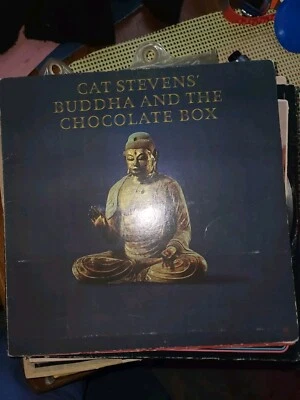 CAT STEVENS'
BUDDHA AND THE
CHOCOLATE BOX